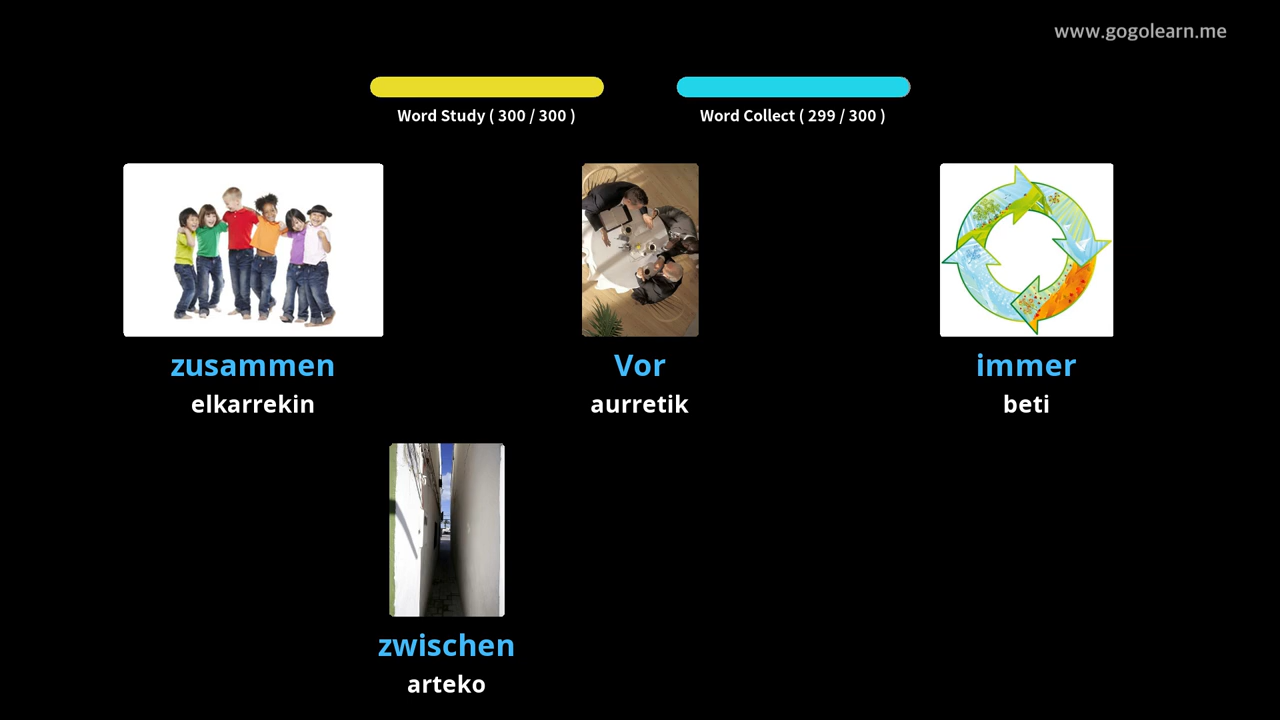 www.gogolearn.me
Word Study ( 300 / 300 )
Word Collect ( 299 / 300 )
zusammen
elkarrekin
Vor
aurretik
immer
beti
zwischen
arteko